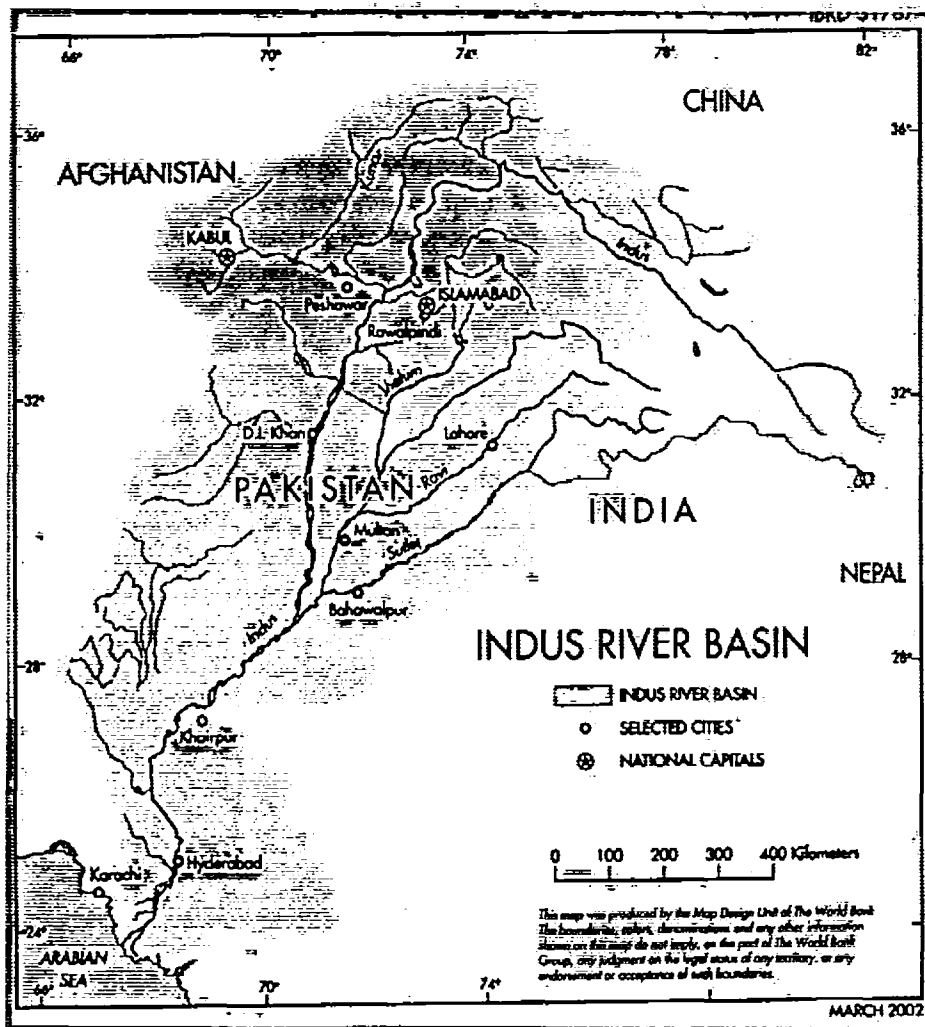 IBRD 31787
66°
70°
74°
78°
82°
CHINA
36°
36°
AFGHANISTAN
Kunar
KABUL
Indus
Peshawar
ISLAMABAD
Rawalpindi
Jhelum
32°
32°
D.I. Khan
Lahore
PAKISTAN
Ravi
INDIA
Multan
Sutlej
NEPAL
Bahawalpur
Indus
INDUS RIVER BASIN
28°
28°
INDUS RIVER BASIN
SELECTED CITIES
Khairpur
NATIONAL CAPITALS
0 100 200 300 400 Kilometers
Hyderabad
Karachi
This map was produced by the Map Design Unit of The World Bank.
The boundaries, colors, denominations and any other information
shown on this map do not imply, on the part of The World Bank
Group, any judgment on the legal status of any territory, or any
endorsement or acceptance of such boundaries.
24°
ARABIAN
SEA
66°
70°
74°
MARCH 2002